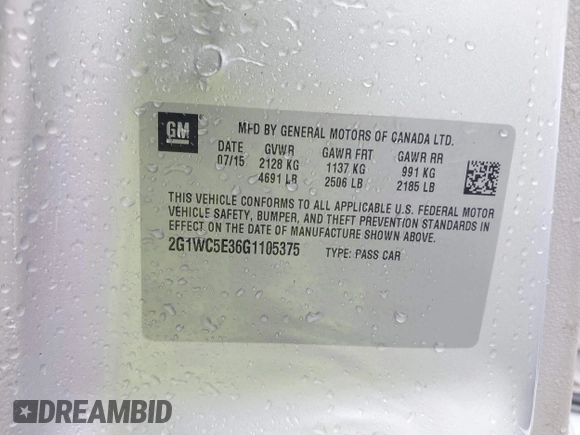 GM
MFD BY GENERAL MOTORS OF CANADA LTD.
DATE GVWR GAWR FRT GAWR RR
07/15 2128 KG 1137 KG 991 KG
4691 LB 2506 LB 2185 LB
THIS VEHICLE CONFORMS TO ALL APPLICABLE U.S. FEDERAL MOTOR
VEHICLE SAFETY, BUMPER, AND THEFT PREVENTION STANDARDS IN
EFFECT ON THE DATE OF MANUFACTURE SHOWN ABOVE.
2G1WC5E36G1105375 TYPE: PASS CAR
DREAMBID